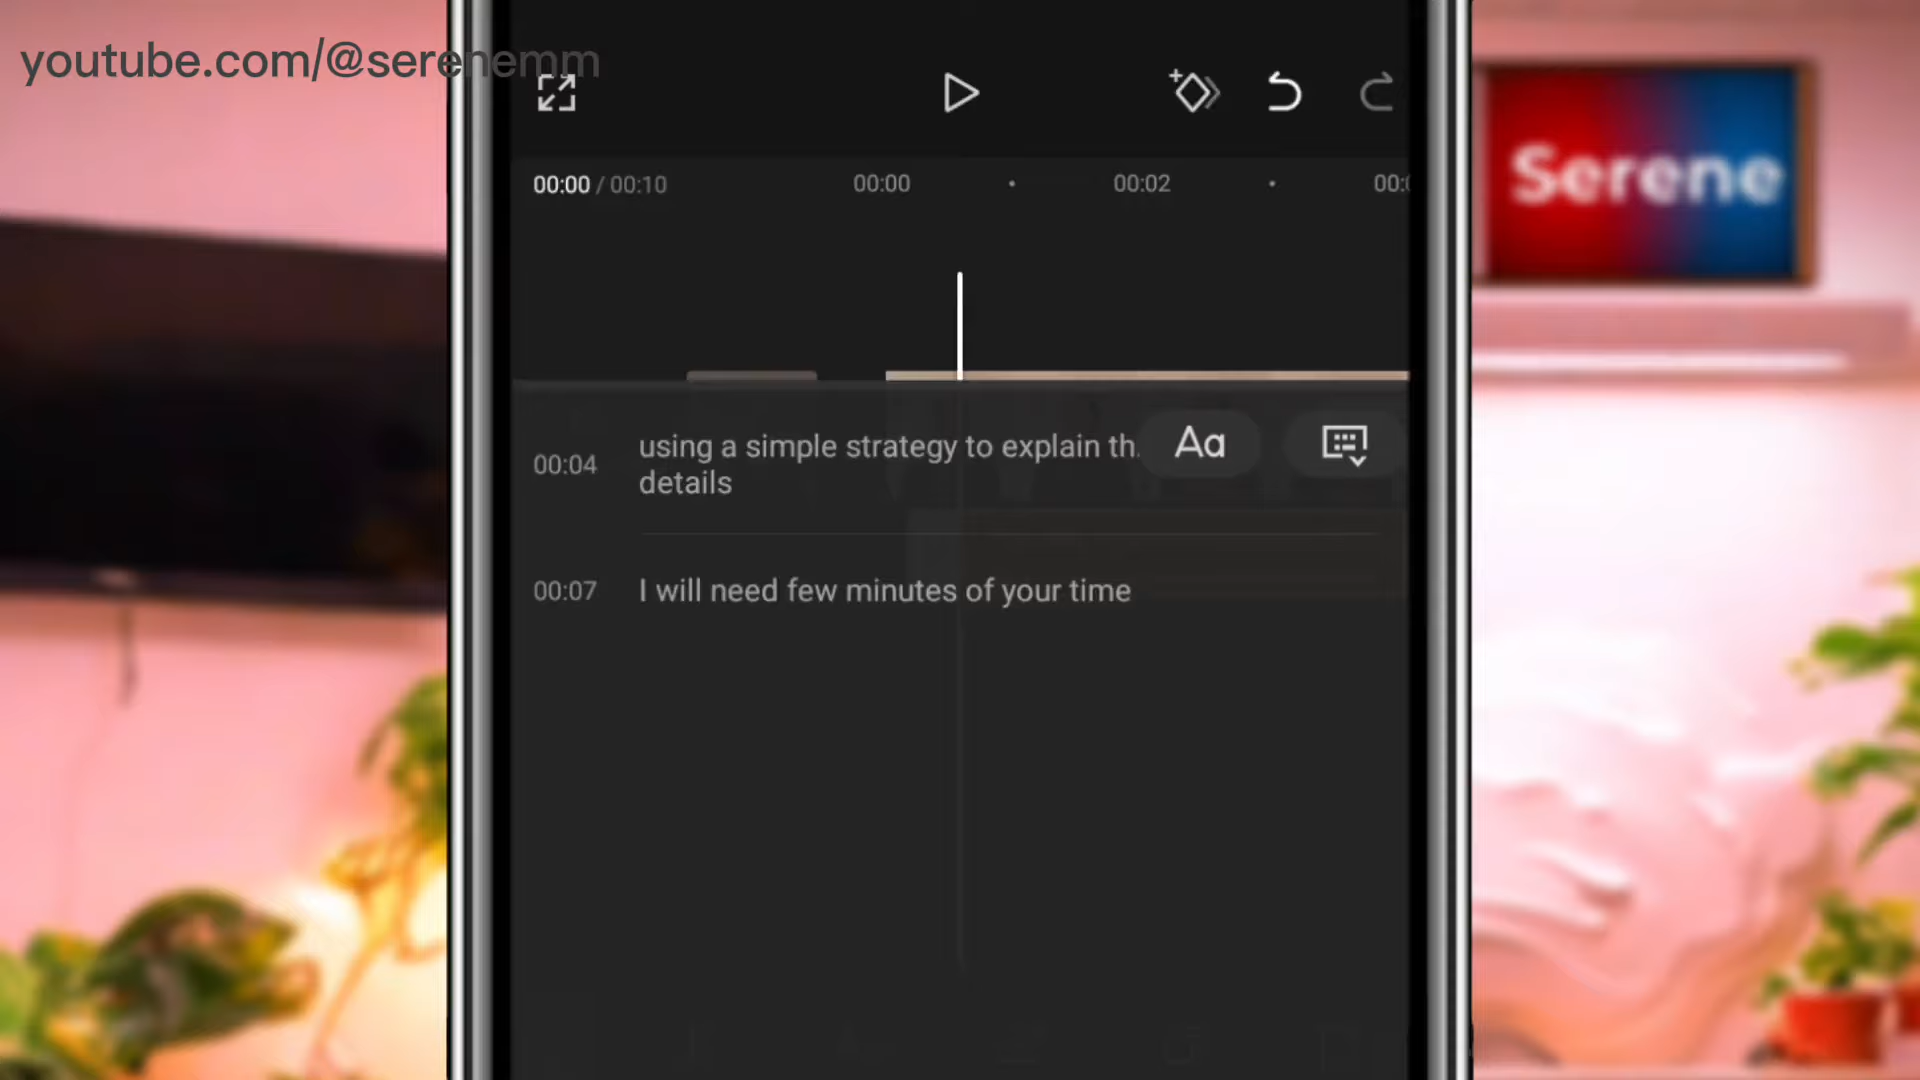 youtube.com/@serenemm
Serene
00:00 / 00:10
00:00
00:02
using a simple strategy to explain
Aa
00:04
details
00:07
I will need few minutes of your time